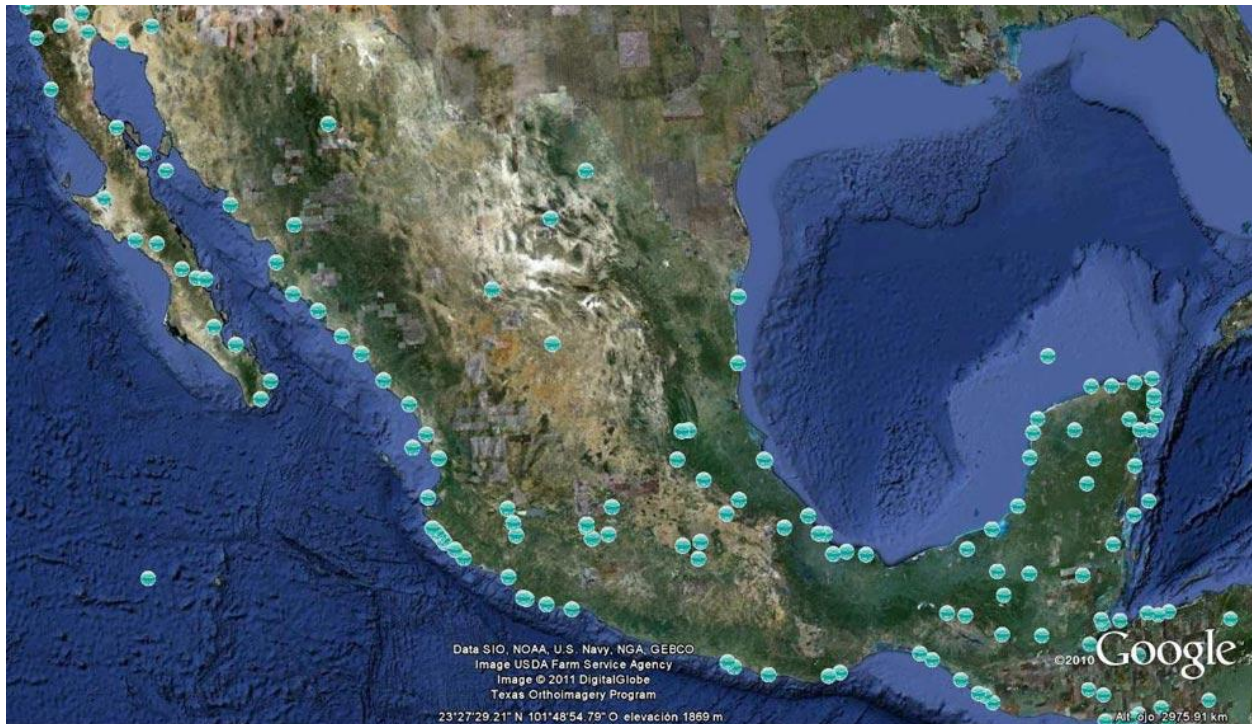 Data SIO, NOAA, U.S. Navy, NGA, GEBCO
Image USDA Farm Service Agency
Image © 2011 DigitalGlobe
Texas Orthoimagery Program
©2010 Google
23°27'29.21" N 101°48'54.79" O elevación 1869 m
Alt. ojo 2975.91 km